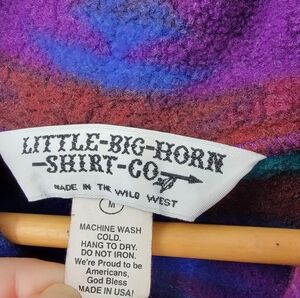 LITTLE-BIG-HORN
-SHIRT-CO
MADE IN THE WILD WEST
M
MACHINE WASH
COLD.
HANG TO DRY.
DO NOT IRON.
We're Proud to be
Americans,
God Bless
MADE IN USA!